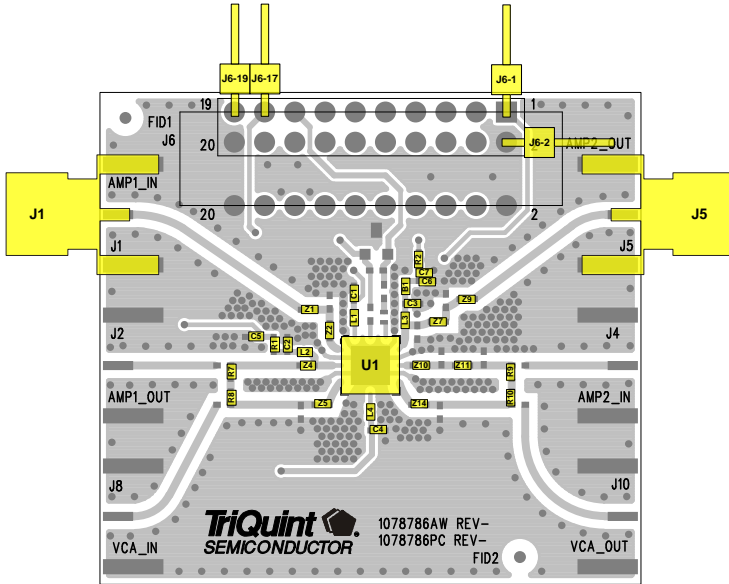 J6-19
J6-17
J6-1
19
1
FID1
J6
20
J6-2
AMP2_OUT
AMP1_IN
J1
J5
20
2
J1
J5
R2
C7
C6
B1
C1
Z9
C3
Z1
L1
L3
Z7
Z2
J2
J4
C5
R1
C2
L2
U1
Z4
Z10
Z11
R7
R9
R8
R10
AMP1_OUT
AMP2_IN
Z5
Z14
L4
C4
J8
J10
TriQuint
SEMICONDUCTOR
1078786AW REV-
1078786PC REV-
VCA_IN
FID2
VCA_OUT